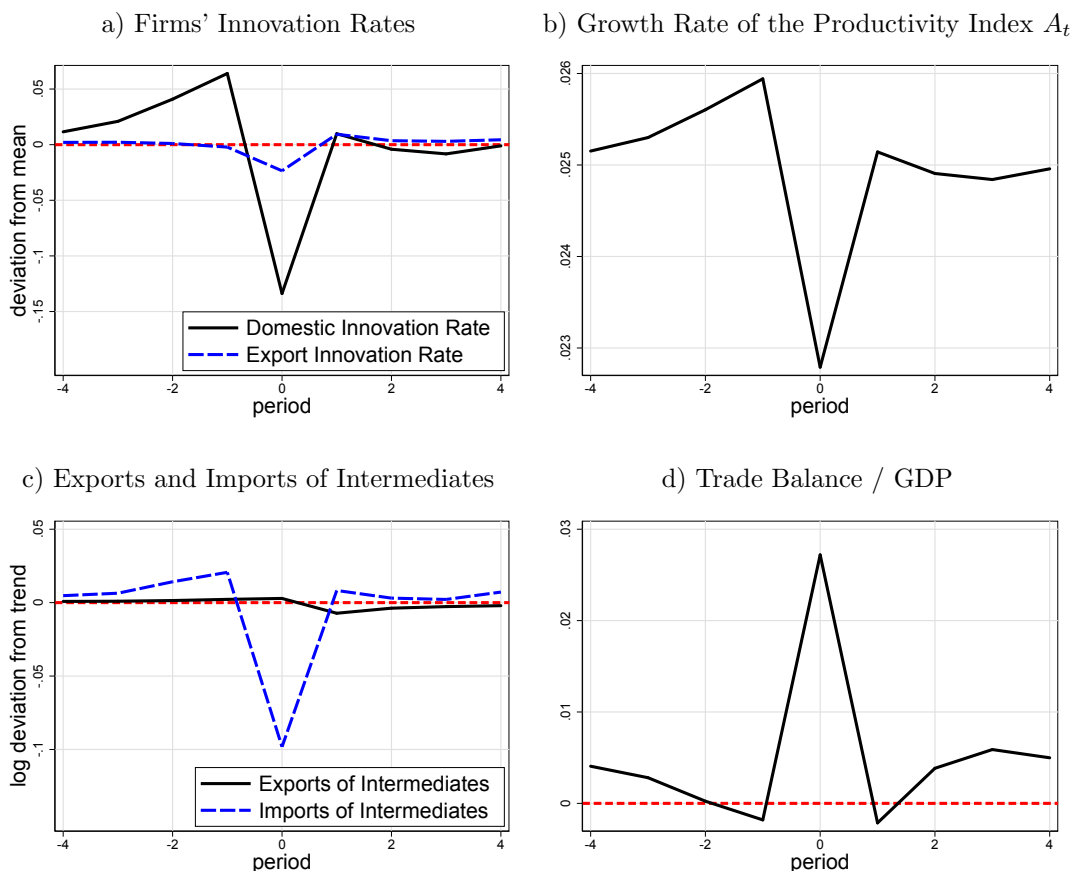 a) Firms' Innovation Rates
deviation from mean
.05
0
-.05
-.1
-.15
Domestic Innovation Rate
Export Innovation Rate
-4 -2 0 2 4
period
b) Growth Rate of the Productivity Index A_t
.026
.025
.024
.023
-4 -2 0 2 4
period
c) Exports and Imports of Intermediates
log deviation from trend
.05
0
-.05
-.1
Exports of Intermediates
Imports of Intermediates
-4 -2 0 2 4
period
d) Trade Balance / GDP
.03
.02
.01
0
-4 -2 0 2 4
period